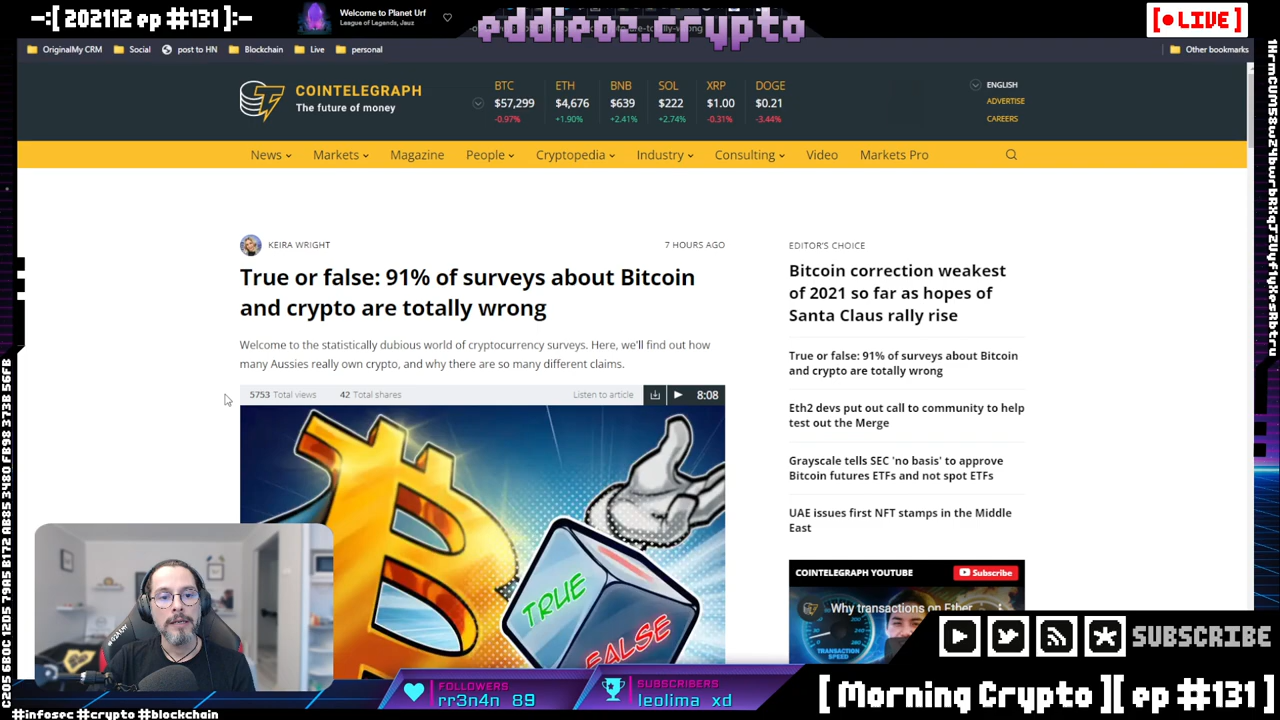 -:[ 202112 ep #131 ]:-
Welcome to Planet Urf
League of Legends, Jauz
eddieoz.crypto
[ LIVE ]
OriginalMy CRM
Social
post to HN
Blockchain
Live
personal
Other bookmarks
COINTELEGRAPH
The future of money
BTC ETH BNB SOL XRP DOGE
$57,299 $4,676 $639 $222 $1.00 $0.21
-0.97% +1.90% +2.41% +2.74% -0.31% -3.44%
ENGLISH
ADVERTISE
CAREERS
News Markets Magazine People Cryptopedia Industry Consulting Video Markets Pro
KEIRA WRIGHT
7 HOURS AGO
True or false: 91% of surveys about Bitcoin
and crypto are totally wrong
Welcome to the statistically dubious world of cryptocurrency surveys. Here, we'll find out how
many Aussies really own crypto, and why there are so many different claims.
5753 Total views
42 Total shares
Listen to article
8:08
TRUE
FALSE
EDITOR'S CHOICE
Bitcoin correction weakest
of 2021 so far as hopes of
Santa Claus rally rise
True or false: 91% of surveys about Bitcoin
and crypto are totally wrong
Eth2 devs put out call to community to help
test out the Merge
Grayscale tells SEC 'no basis' to approve
Bitcoin futures ETFs and not spot ETFs
UAE issues first NFT stamps in the Middle
East
COINTELEGRAPH YOUTUBE
Subscribe
Why transactions on Ether
TRANSACTION
SPEED
SUBSCRIBE
FOLLOWERS
rr3n4n 89
SUBSCRIBERS
leolima xd
[ Morning Crypto ][ ep #131 ]
#infosec #crypto #blockchain